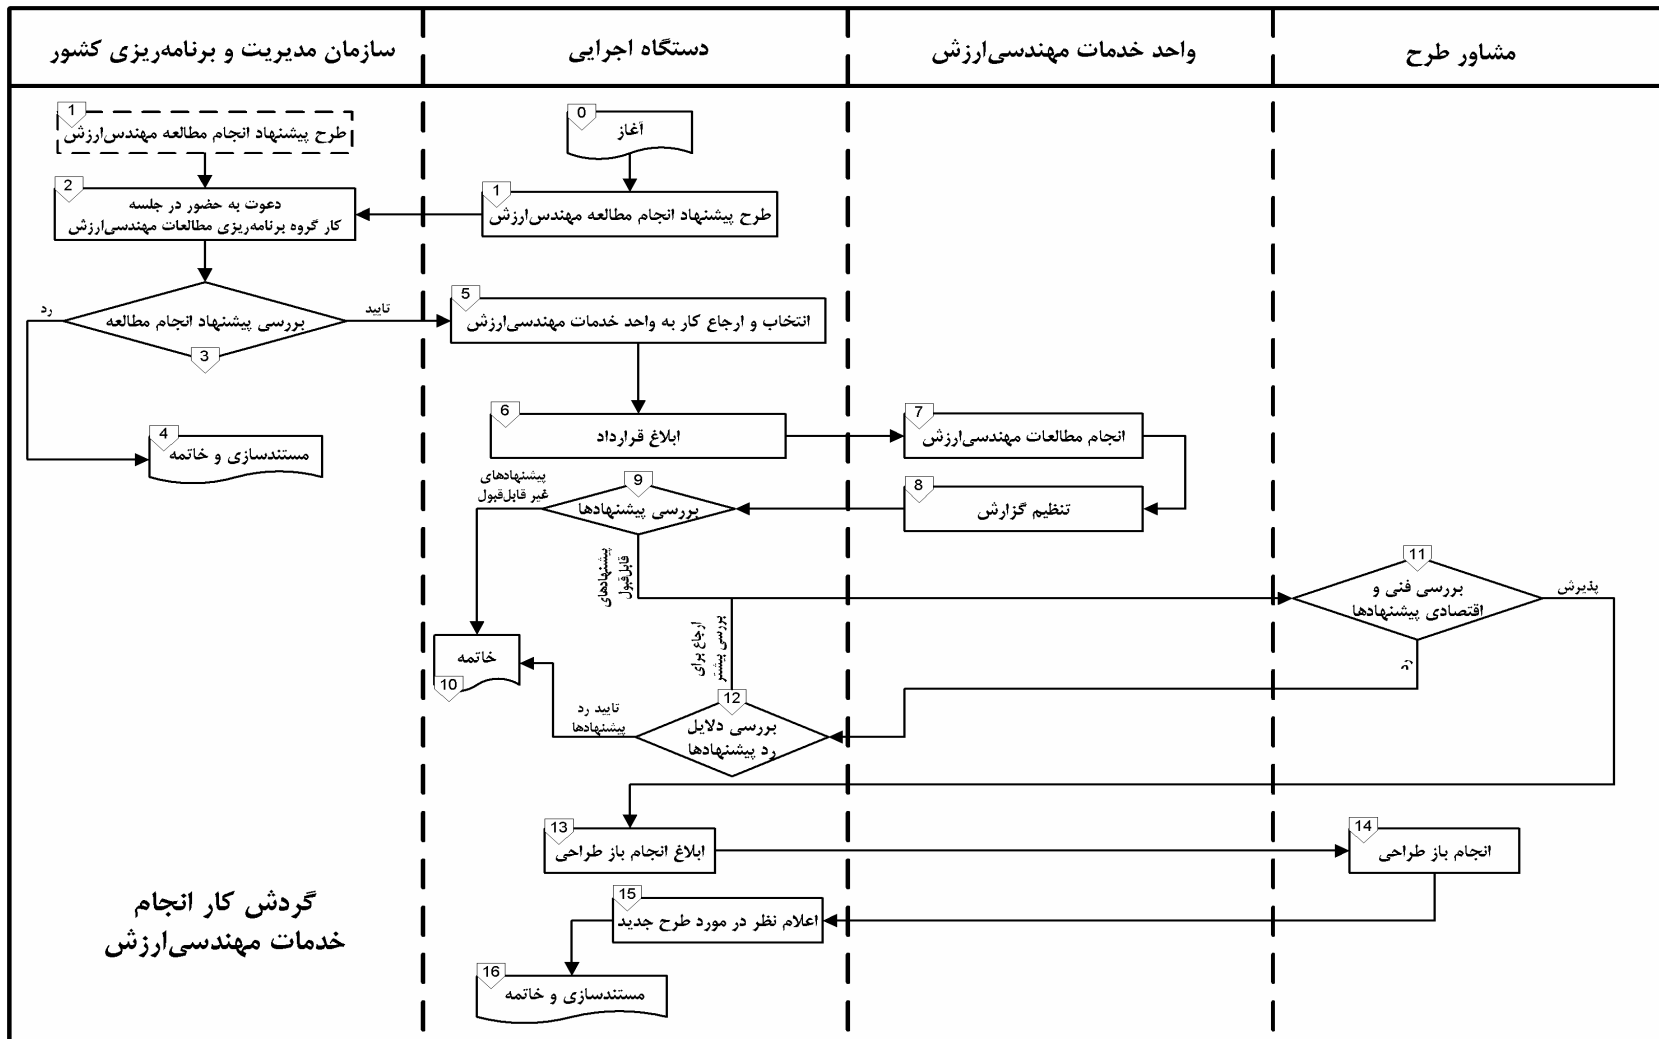 مشاور طرح
واحد خدمات مهندسی‌ارزش
دستگاه اجرایی
سازمان مدیریت و برنامه‌ریزی کشور
0
آغاز
1
طرح پیشنهاد انجام مطالعه مهندس‌ارزش
1
طرح پیشنهاد انجام مطالعه مهندس‌ارزش
2
دعوت به حضور در جلسه
کار گروه برنامه‌ریزی مطالعات مهندسی‌ارزش
بررسی پیشنهاد انجام مطالعه
3
تایید
رد
4
مستندسازی و خاتمه
5
انتخاب و ارجاع کار به واحد خدمات مهندسی‌ارزش
6
ابلاغ قرارداد
7
انجام مطالعات مهندسی‌ارزش
8
تنظیم گزارش
9
بررسی پیشنهادها
پیشنهادهای
غیر قابل‌قبول
پیشنهادهای
قابل‌قبول
خاتمه
10
11
بررسی فنی و
اقتصادی پیشنهادها
پذیرش
رد
12
بررسی دلایل
رد پیشنهادها
ارجاع برای
بررسی بیشتر
تایید رد
پیشنهادها
13
ابلاغ انجام باز طراحی
14
انجام باز طراحی
15
اعلام نظر در مورد طرح جدید
16
مستندسازی و خاتمه
گردش کار انجام
خدمات مهندسی‌ارزش